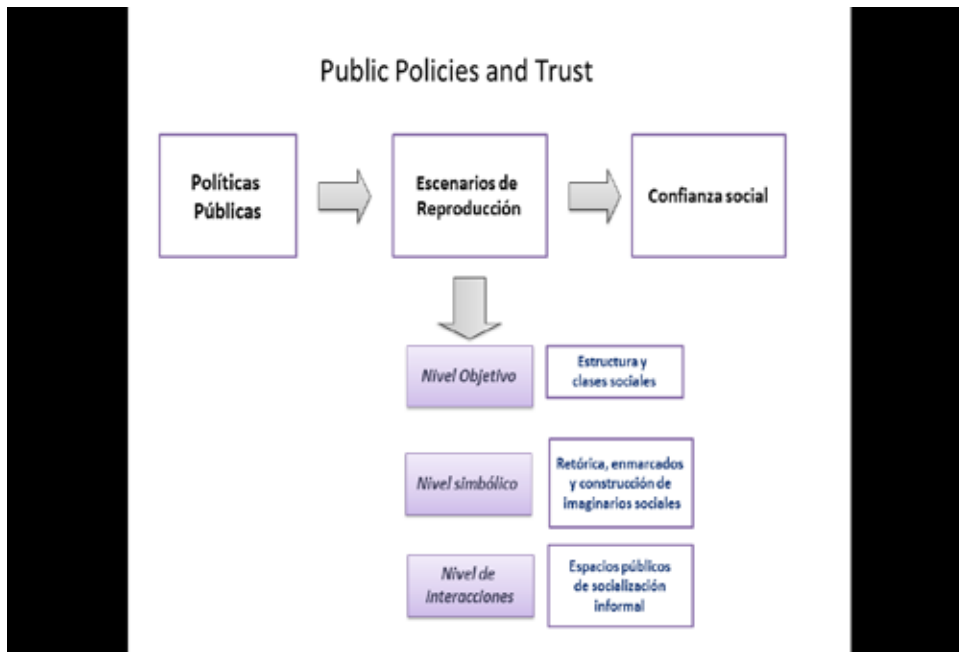 Public Policies and Trust
Políticas
Públicas
Escenarios de
Reproducción
Confianza social
Nivel Objetivo
Estructura y
clases sociales
Nivel simbólico
Retórica, enmarcados
y construcción de
imaginarios sociales
Nivel de
Interacciones
Espacios públicos
de socialización
informal